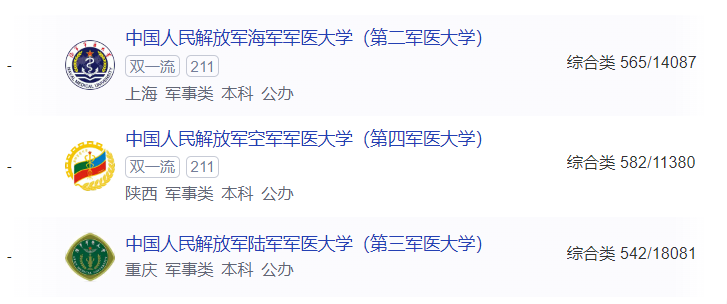 -
中国人民解放军海军军医大学（第二军医大学）
双一流 211
上海 军事类 本科 公办
综合类 565/14087
-
中国人民解放军空军军医大学（第四军医大学）
双一流 211
陕西 军事类 本科 公办
综合类 582/11380
-
中国人民解放军陆军军医大学（第三军医大学）
重庆 军事类 本科 公办
综合类 542/18081